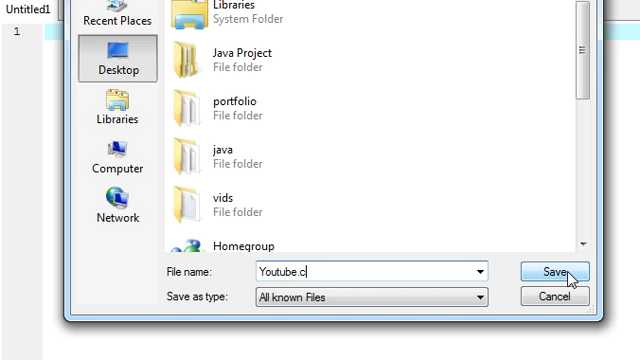 Untitled1
1
Recent Places
Desktop
Libraries
Computer
Network
Libraries
System Folder
Java Project
File folder
portfolio
File folder
java
File folder
vids
File folder
Homegroup
File name:
Youtube.c
Save
Save as type:
All known Files
Cancel